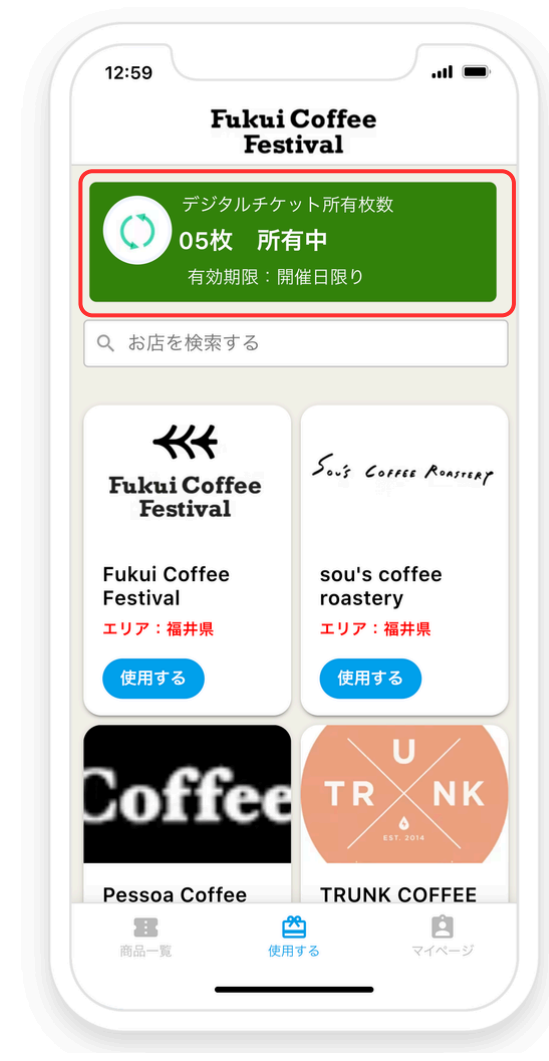 12:59
Fukui Coffee
Festival
デジタルチケット所有枚数
05枚 所有中
有効期限：開催日限り
お店を検索する
Fukui Coffee
Festival
Sou's Coffee Roastery
Fukui Coffee
Festival
エリア：福井県
使用する
sou's coffee
roastery
エリア：福井県
使用する
Coffee
U
TR NK
EST. 2014
Pessoa Coffee
TRUNK COFFEE
商品一覧
使用する
マイページ